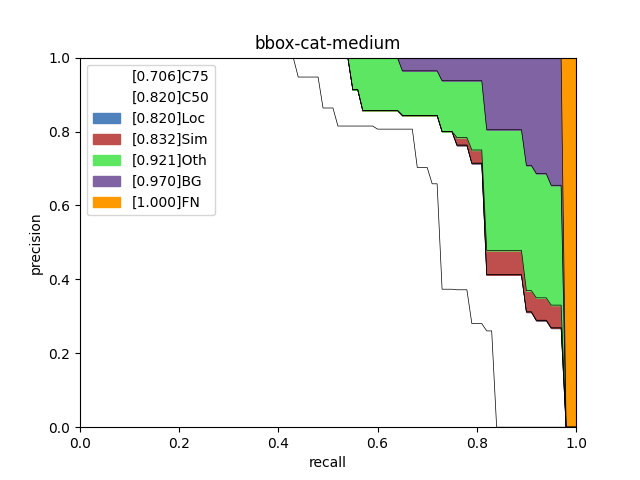 bbox-cat-medium
1.0
0.8
0.6
0.4
0.2
0.0
precision
[0.706]C75
[0.820]C50
[0.820]Loc
[0.832]Sim
[0.921]Oth
[0.970]BG
[1.000]FN
0.0 0.2 0.4 0.6 0.8 1.0
recall